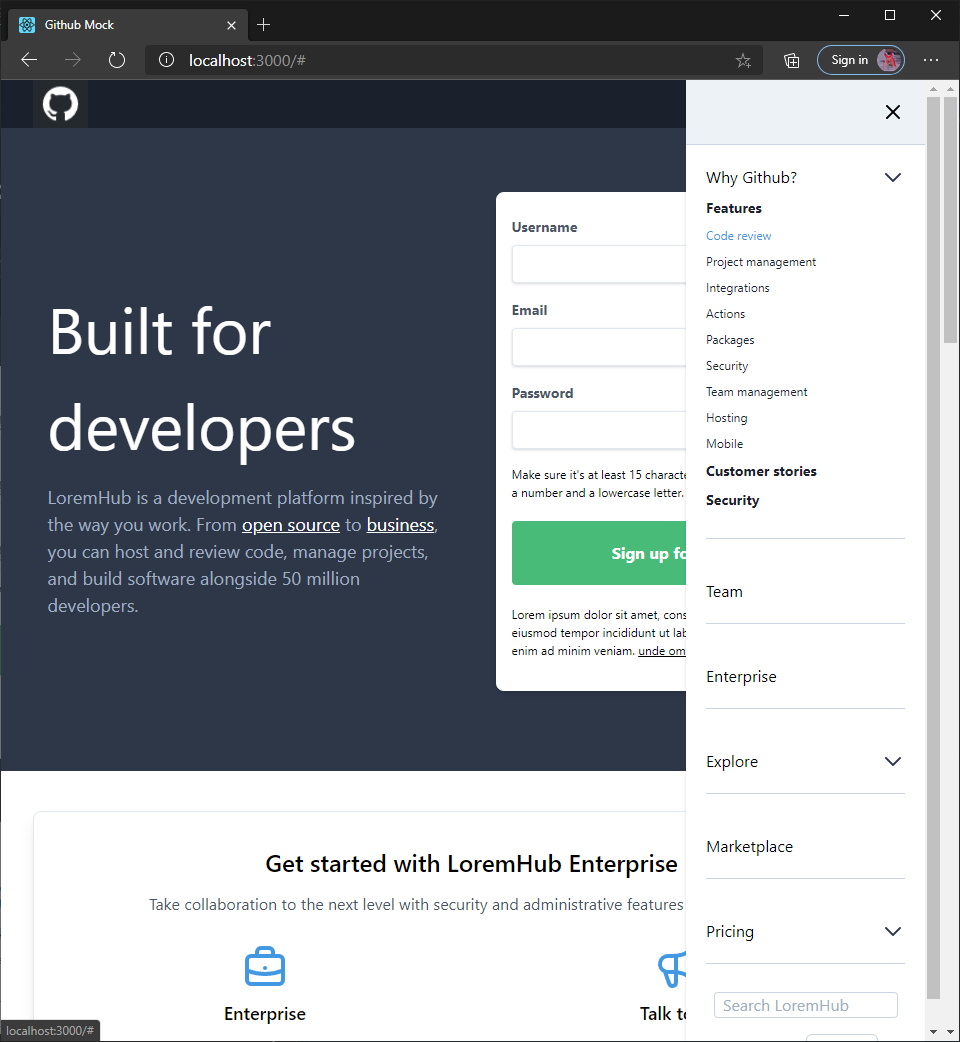 Github Mock
localhost:3000/#
Sign in
Why Github?
Features
Code review
Project management
Integrations
Actions
Packages
Security
Team management
Hosting
Mobile
Customer stories
Security
Team
Enterprise
Explore
Marketplace
Pricing
Search LoremHub
Built for
developers
LoremHub is a development platform inspired by
the way you work. From open source to business,
you can host and review code, manage projects,
and build software alongside 50 million
developers.
Username
Email
Password
Make sure it's at least 15 characte
a number and a lowercase letter.
Sign up fo
Lorem ipsum dolor sit amet, cons
eiusmod tempor incididunt ut lab
enim ad minim veniam. unde om
Get started with LoremHub Enterprise
Take collaboration to the next level with security and administrative features
Enterprise
Talk to
localhost:3000/#